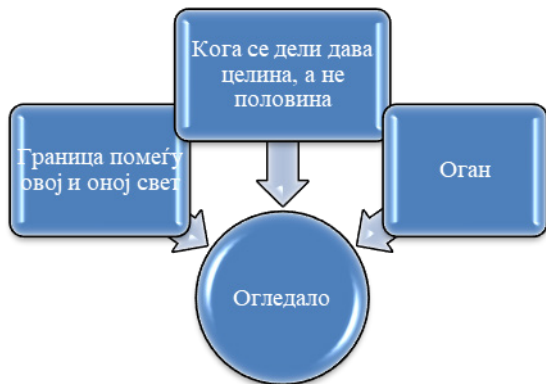 Кога се дели дава
целина, а не
половина
Граница помеѓу
овој и оној свет
Оган
Огледало